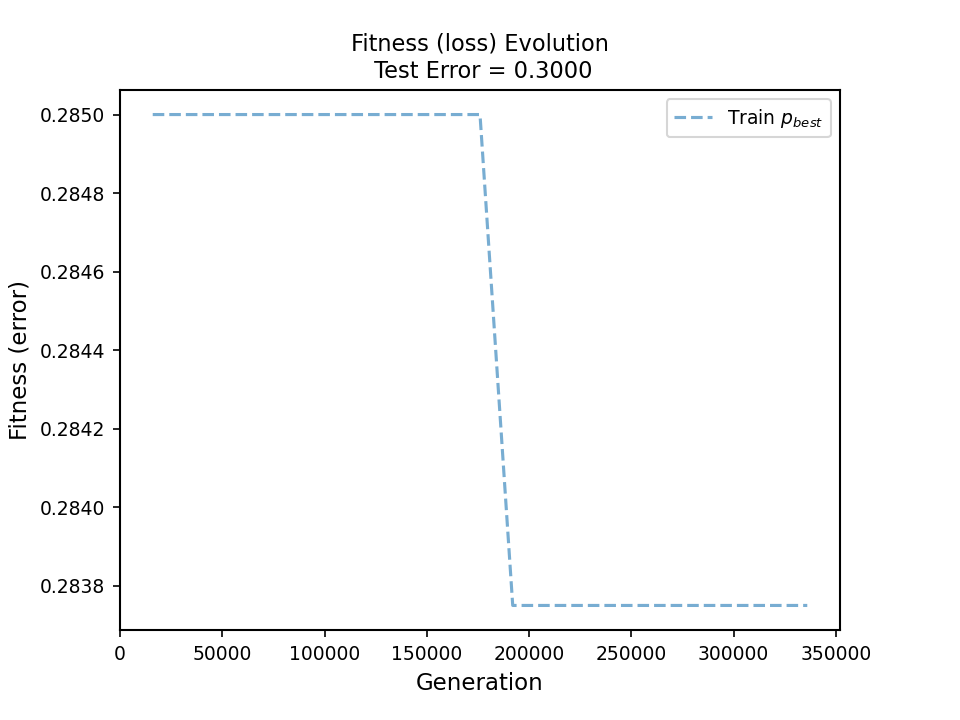 Fitness (loss) Evolution
Test Error = 0.3000
Train p_best
0.2850
0.2848
0.2846
0.2844
0.2842
0.2840
0.2838
Fitness (error)
0 50000 100000 150000 200000 250000 300000 350000
Generation